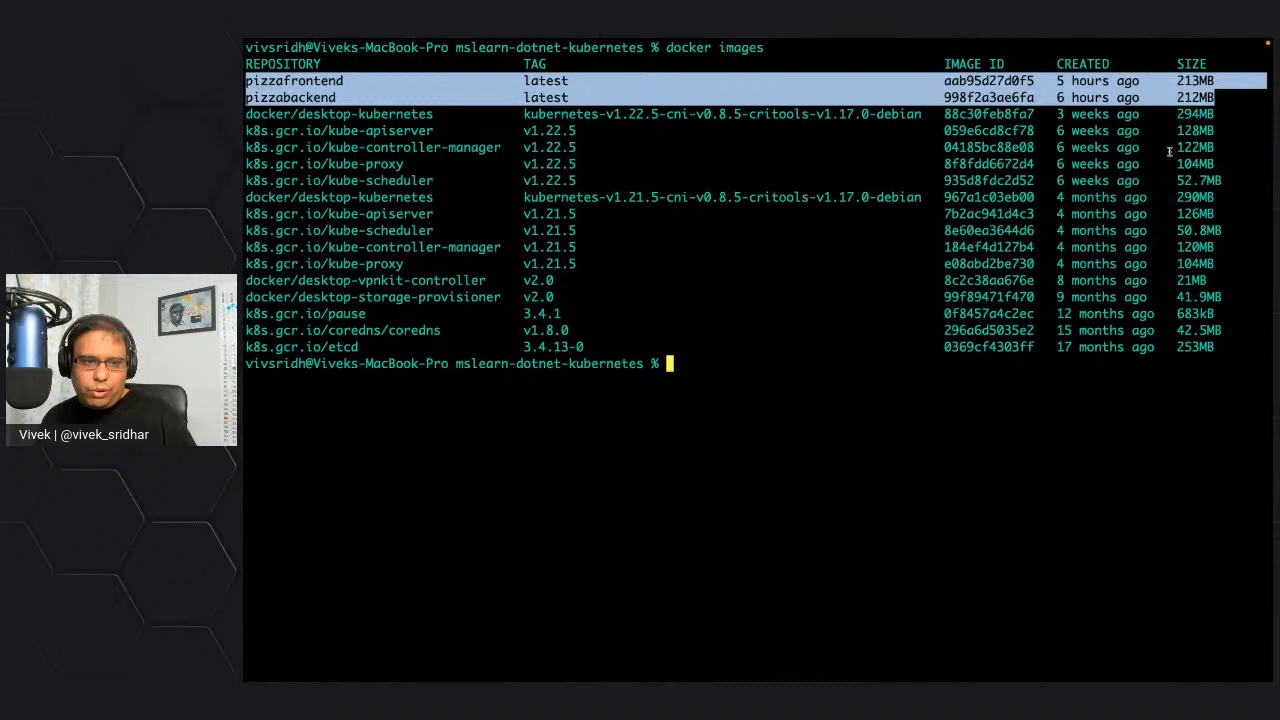 vivsridh@Viveks-MacBook-Pro mslearn-dotnet-kubernetes % docker images
REPOSITORY TAG IMAGE ID CREATED SIZE
pizzafrontend latest aab95d27d0f5 5 hours ago 213MB
pizzabackend latest 998f2a3ae6fa 6 hours ago 212MB
docker/desktop-kubernetes kubernetes-v1.22.5-cni-v0.8.5-critools-v1.17.0-debian 88c30feb8fa7 3 weeks ago 294MB
k8s.gcr.io/kube-apiserver v1.22.5 059e6cd8cf78 6 weeks ago 128MB
k8s.gcr.io/kube-controller-manager v1.22.5 04185bc88e08 6 weeks ago 122MB
k8s.gcr.io/kube-proxy v1.22.5 8f8fdd6672d4 6 weeks ago 104MB
k8s.gcr.io/kube-scheduler v1.22.5 935d8fdc2d52 6 weeks ago 52.7MB
docker/desktop-kubernetes kubernetes-v1.21.5-cni-v0.8.5-critools-v1.17.0-debian 967a1c03eb00 4 months ago 290MB
k8s.gcr.io/kube-apiserver v1.21.5 7b2ac941d4c3 4 months ago 126MB
k8s.gcr.io/kube-scheduler v1.21.5 8e60ea3644d6 4 months ago 50.8MB
k8s.gcr.io/kube-controller-manager v1.21.5 184ef4d127b4 4 months ago 120MB
k8s.gcr.io/kube-proxy v1.21.5 e08abd2be730 4 months ago 104MB
docker/desktop-vpnkit-controller v2.0 8c2c38aa676e 8 months ago 21MB
docker/desktop-storage-provisioner v2.0 99f89471f470 9 months ago 41.9MB
k8s.gcr.io/pause 3.4.1 0f8457a4c2ec 12 months ago 683kB
k8s.gcr.io/coredns/coredns v1.8.0 296a6d5035e2 15 months ago 42.5MB
k8s.gcr.io/etcd 3.4.13-0 0369cf4303ff 17 months ago 253MB
vivsridh@Viveks-MacBook-Pro mslearn-dotnet-kubernetes %
Vivek | @vivek_sridhar